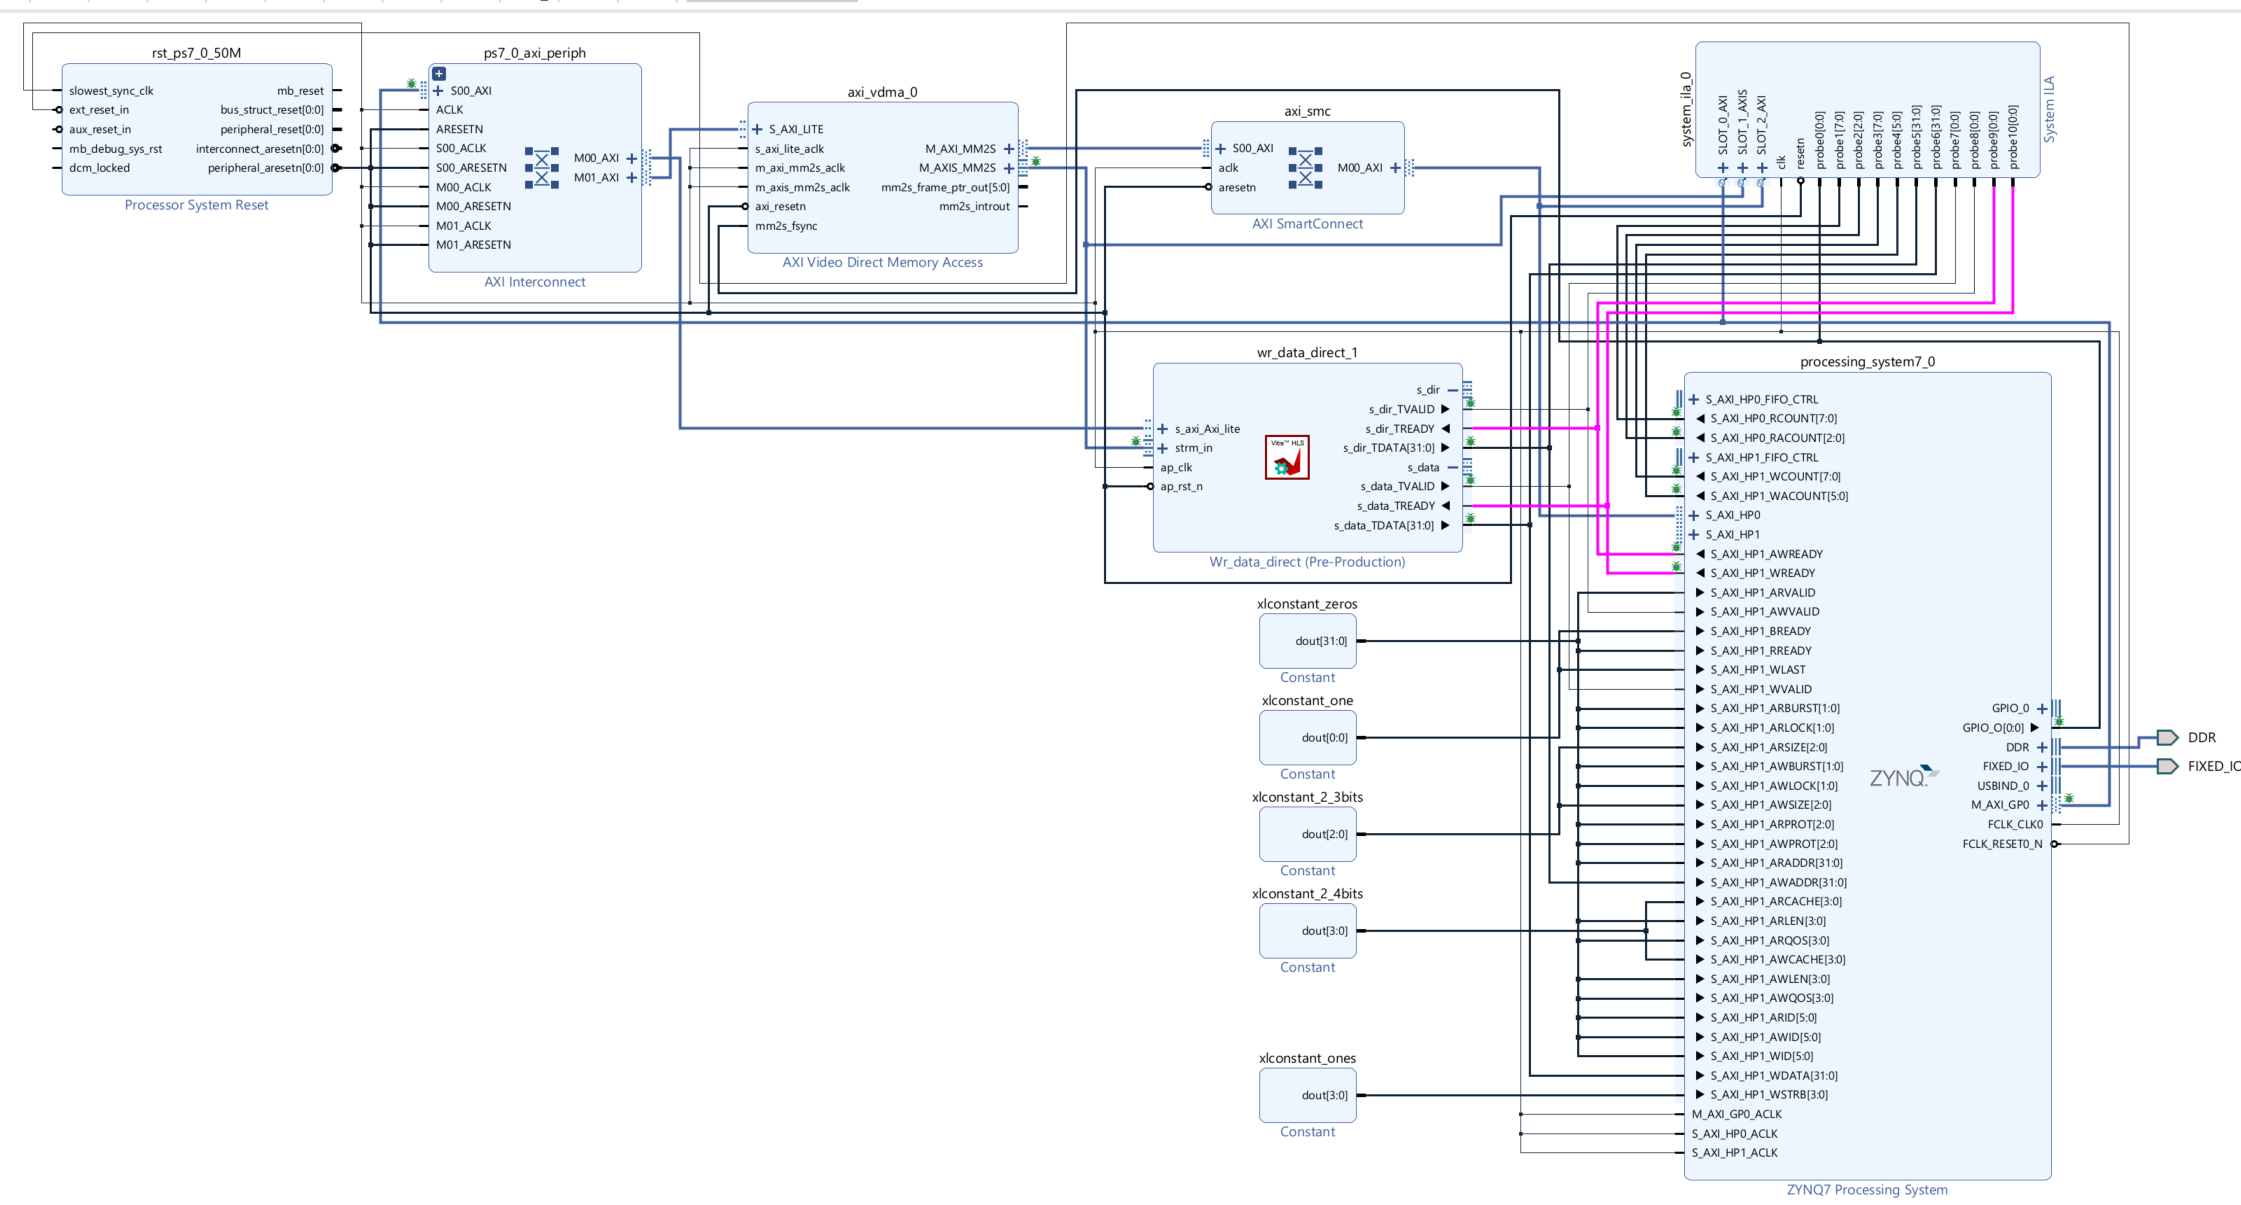 rst_ps7_0_50M
slowest_sync_clk
ext_reset_in
aux_reset_in
mb_debug_sys_rst
dcm_locked
mb_reset
bus_struct_reset[0:0]
peripheral_reset[0:0]
interconnect_aresetn[0:0]
peripheral_aresetn[0:0]
Processor System Reset
ps7_0_axi_periph
S00_AXI
ACLK
ARESETN
S00_ACLK
S00_ARESETN
M00_ACLK
M00_ARESETN
M01_ACLK
M01_ARESETN
M00_AXI
M01_AXI
AXI Interconnect
axi_vdma_0
S_AXI_LITE
s_axi_lite_aclk
m_axi_mm2s_aclk
m_axis_mm2s_aclk
axi_resetn
mm2s_fsync
M_AXI_MM2S
M_AXIS_MM2S
mm2s_frame_ptr_out[5:0]
mm2s_introut
AXI Video Direct Memory Access
axi_smc
S00_AXI
aclk
aresetn
M00_AXI
AXI SmartConnect
system_ila_0
SLOT_0_AXI
SLOT_1_AXIS
SLOT_2_AXI
clk
resetn
probe0[0:0]
probe1[7:0]
probe2[2:0]
probe3[7:0]
probe4[5:0]
probe5[31:0]
probe6[31:0]
probe7[0:0]
probe8[0:0]
probe9[0:0]
probe10[0:0]
System ILA
wr_data_direct_1
s_axi_Axi_lite
strm_in
ap_clk
ap_rst_n
Vitis™ HLS
s_dir
s_dir_TVALID
s_dir_TREADY
s_dir_TDATA[31:0]
s_data
s_data_TVALID
s_data_TREADY
s_data_TDATA[31:0]
Wr_data_direct (Pre-Production)
xlconstant_zeros
dout[31:0]
Constant
xlconstant_one
dout[0:0]
Constant
xlconstant_2_3bits
dout[2:0]
Constant
xlconstant_2_4bits
dout[3:0]
Constant
xlconstant_ones
dout[3:0]
Constant
processing_system7_0
S_AXI_HP0_FIFO_CTRL
S_AXI_HP0_RCOUNT[7:0]
S_AXI_HP0_RACOUNT[2:0]
S_AXI_HP1_FIFO_CTRL
S_AXI_HP1_WCOUNT[7:0]
S_AXI_HP1_WACOUNT[5:0]
S_AXI_HP0
S_AXI_HP1
S_AXI_HP1_AWREADY
S_AXI_HP1_WREADY
S_AXI_HP1_ARVALID
S_AXI_HP1_AWVALID
S_AXI_HP1_BREADY
S_AXI_HP1_RREADY
S_AXI_HP1_WLAST
S_AXI_HP1_WVALID
S_AXI_HP1_ARBURST[1:0]
S_AXI_HP1_ARLOCK[1:0]
S_AXI_HP1_ARSIZE[2:0]
S_AXI_HP1_AWBURST[1:0]
S_AXI_HP1_AWLOCK[1:0]
S_AXI_HP1_AWSIZE[2:0]
S_AXI_HP1_ARPROT[2:0]
S_AXI_HP1_AWPROT[2:0]
S_AXI_HP1_ARADDR[31:0]
S_AXI_HP1_AWADDR[31:0]
S_AXI_HP1_ARCACHE[3:0]
S_AXI_HP1_ARLEN[3:0]
S_AXI_HP1_ARQOS[3:0]
S_AXI_HP1_AWCACHE[3:0]
S_AXI_HP1_AWLEN[3:0]
S_AXI_HP1_AWQOS[3:0]
S_AXI_HP1_ARID[5:0]
S_AXI_HP1_AWID[5:0]
S_AXI_HP1_WID[5:0]
S_AXI_HP1_WDATA[31:0]
S_AXI_HP1_WSTRB[3:0]
M_AXI_GP0_ACLK
S_AXI_HP0_ACLK
S_AXI_HP1_ACLK
ZYNQ
GPIO_0
GPIO_O[0:0]
DDR
FIXED_IO
USBIND_0
M_AXI_GP0
FCLK_CLK0
FCLK_RESET0_N
ZYNQ7 Processing System
DDR
FIXED_IO